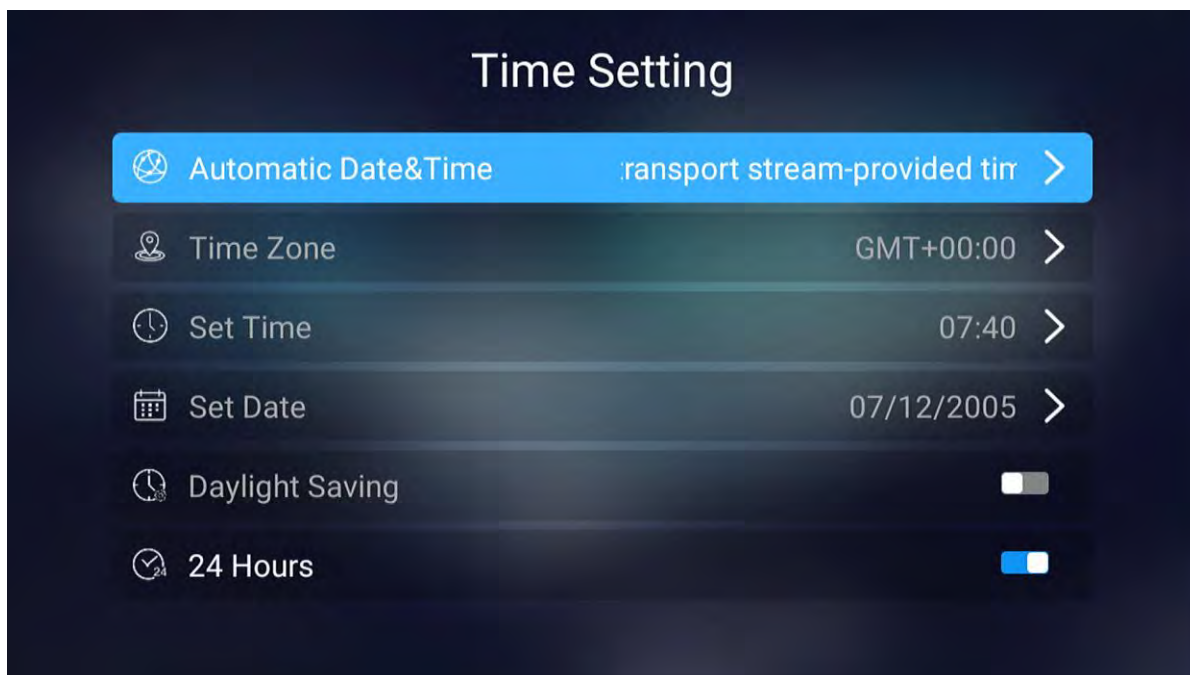 Time Setting
Automatic Date&Time :ransport stream-provided tin
Time Zone GMT+00:00
Set Time 07:40
Set Date 07/12/2005
Daylight Saving
24 Hours